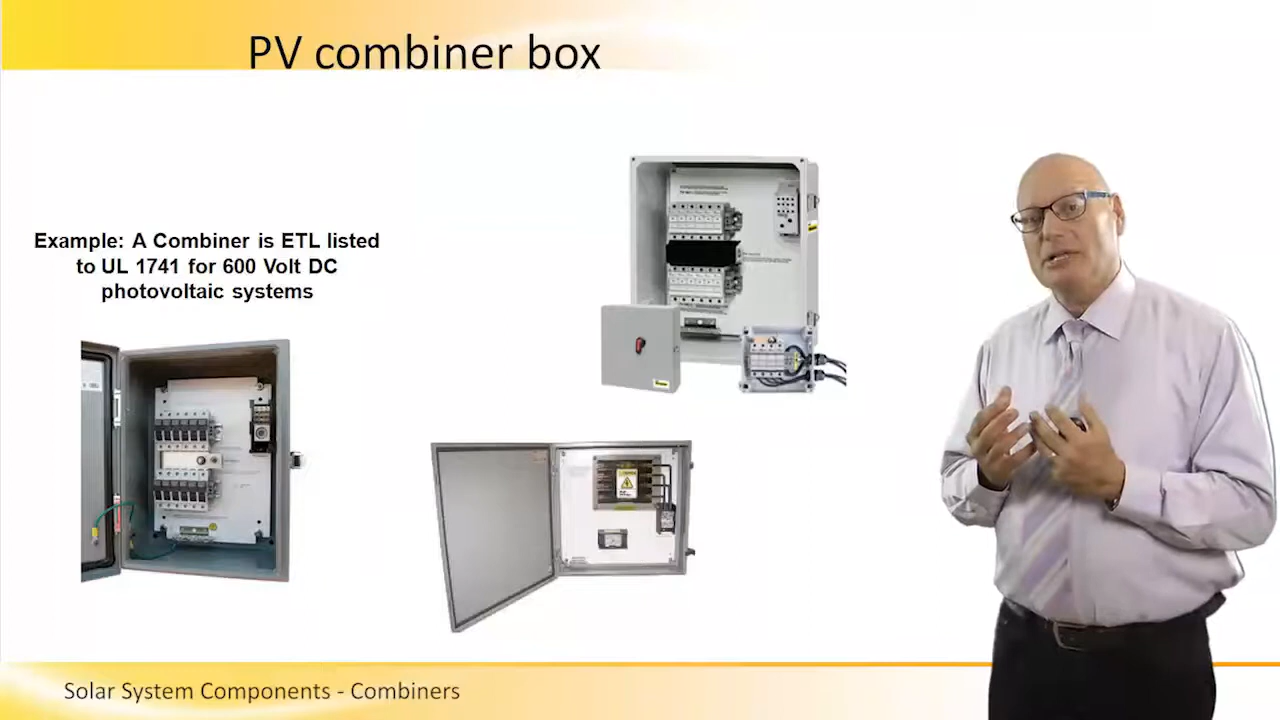 PV combiner box
Example: A Combiner is ETL listed
to UL 1741 for 600 Volt DC
photovoltaic systems
Solar System Components - Combiners